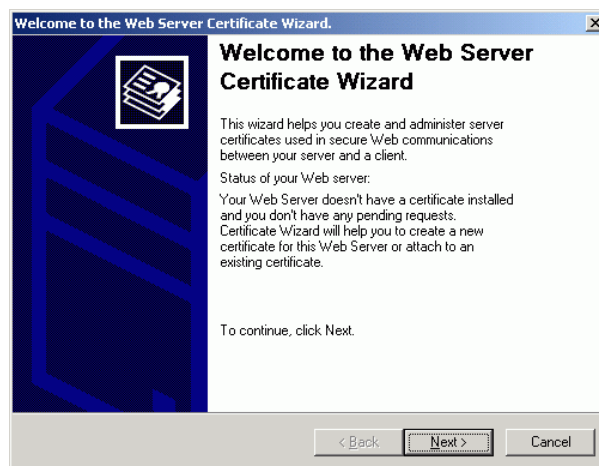 Welcome to the Web Server Certificate Wizard.
Welcome to the Web Server
Certificate Wizard
This wizard helps you create and administer server
certificates used in secure Web communications
between your server and a client.
Status of your Web server:
Your Web Server doesn't have a certificate installed
and you don't have any pending requests.
Certificate Wizard will help you to create a new
certificate for this Web Server or attach to an
existing certificate.
To continue, click Next.
< Back Next > Cancel